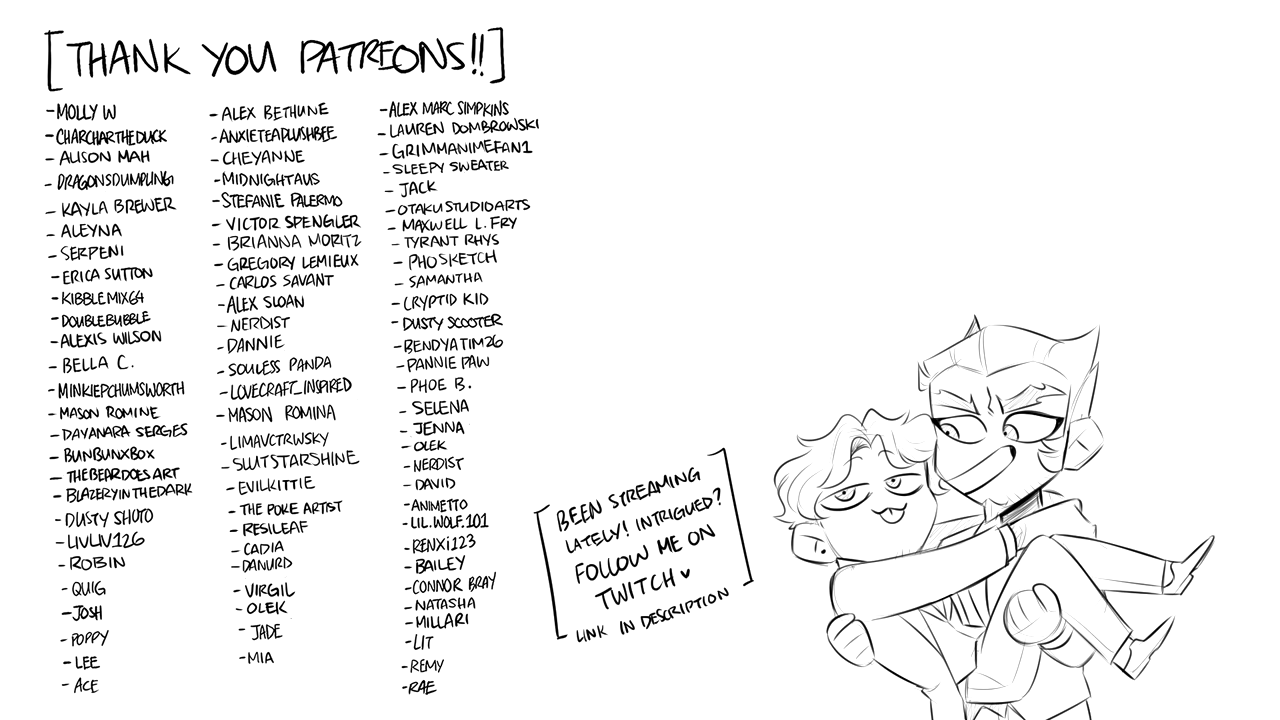 [THANK YOU PATREONS!!]
-MOLLY W
-CHARCHARTHEDUCK
- ALISON MAH
- DRAGONSDUMPLING
- KAYLA BREWER
- ALEYNA
- SERPENI
- ERICA SUTTON
-KIBBLEMIX64
- DOUBLEBUBBLE
-ALEXIS WILSON
- BELLA C.
-MINKIEPCHUMSWORTH
- MASON ROMINE
- DAYANARA SERGES
- BUNBUNXBOX
- THEBEARDOESART
- BLAZERYINTHEDARK
- DUSTY SHOTO
- LIVLIV126
- ROBIN
- QUIG
- JOSH
- POPPY
- LEE
- ACE
- ALEX BETHUNE
-ANXIETEAPLUSHBEE
- CHEYANNE
-MIDNIGHTAUS
-STEFANIE PALERMO
- VICTOR SPENGLER
- BRIANNA MORITZ
- GREGORY LEMIEUX
- CARLOS SAVANT
-ALEX SLOAN
- NERDIST
- DANNIE
- SOULESS PANDA
-LOVECRAFT_INSPIRED
-MASON ROMINA
- LIMAVCTRWSKY
- SLUTSTARSHINE
- EVILKITTIE
- THE POKE ARTIST
- RESILEAF
- CADIA
- DANURD
- VIRGIL
- OLEK
- JADE
-MIA
-ALEX MARC SIMPKINS
- LAUREN DOMBROWSKI
- GRIMMANIMEFAN1
- SLEEPY SWEATER
- JACK
- OTAKUSTUDIOARTS
- MAXWELL L. FRY
- TYRANT RHYS
- PHOSKETCH
- SAMANTHA
- CRYPTID KID
- DUSTY SCOOTER
-BENDYATIM26
-PANNIE PAW
- PHOE B.
- SELENA
- JENNA
- OLEK
- NERDIST
- DAVID
- ANIMETTO
-LIL.WOLF.101
-RENXi123
- BAILEY
- CONNOR BRAY
- NATASHA
- MILLARI
-LIT
-REMY
-RAE
[BEEN STREAMING
LATELY! INTRIGUED?
FOLLOW ME ON
TWITCH ♥]
LINK IN DESCRIPTION